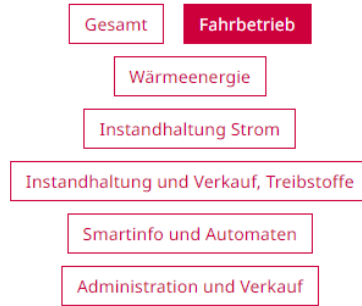 Gesamt Fahrbetrieb
Wärmeenergie
Instandhaltung Strom
Instandhaltung und Verkauf, Treibstoffe
Smartinfo und Automaten
Administration und Verkauf